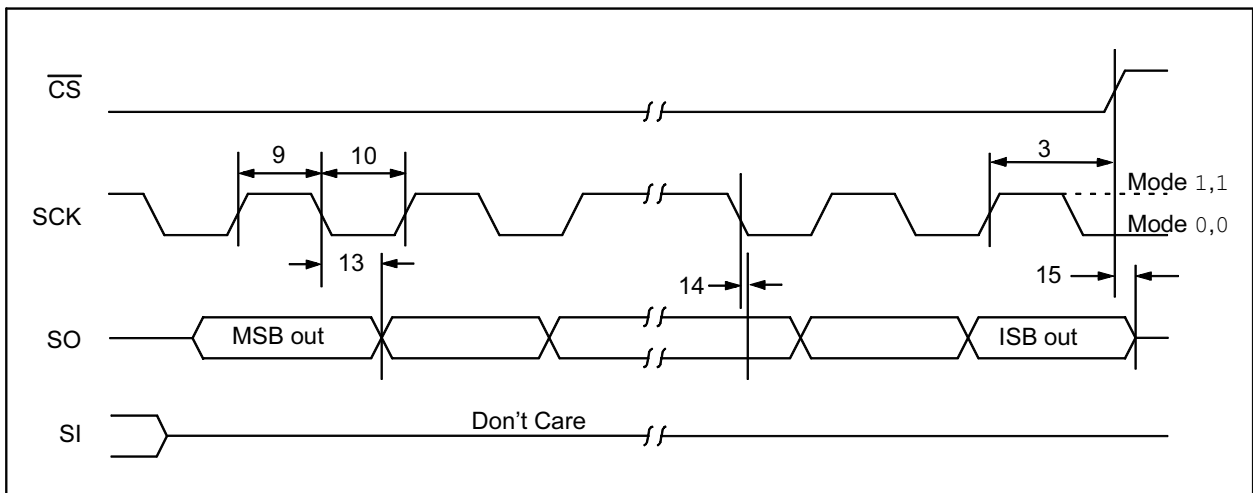 CS
9
10
3
Mode 1,1
SCK
Mode 0,0
13
14
15
SO
MSB out
ISB out
Don't Care
SI